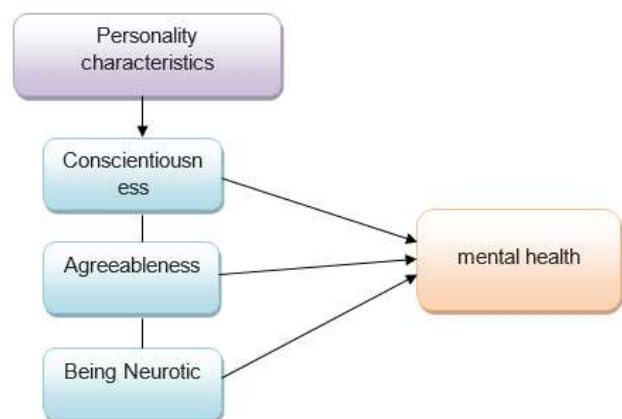 Personality
characteristics
Conscientiousn
ess
Agreeableness
Being Neurotic
mental health